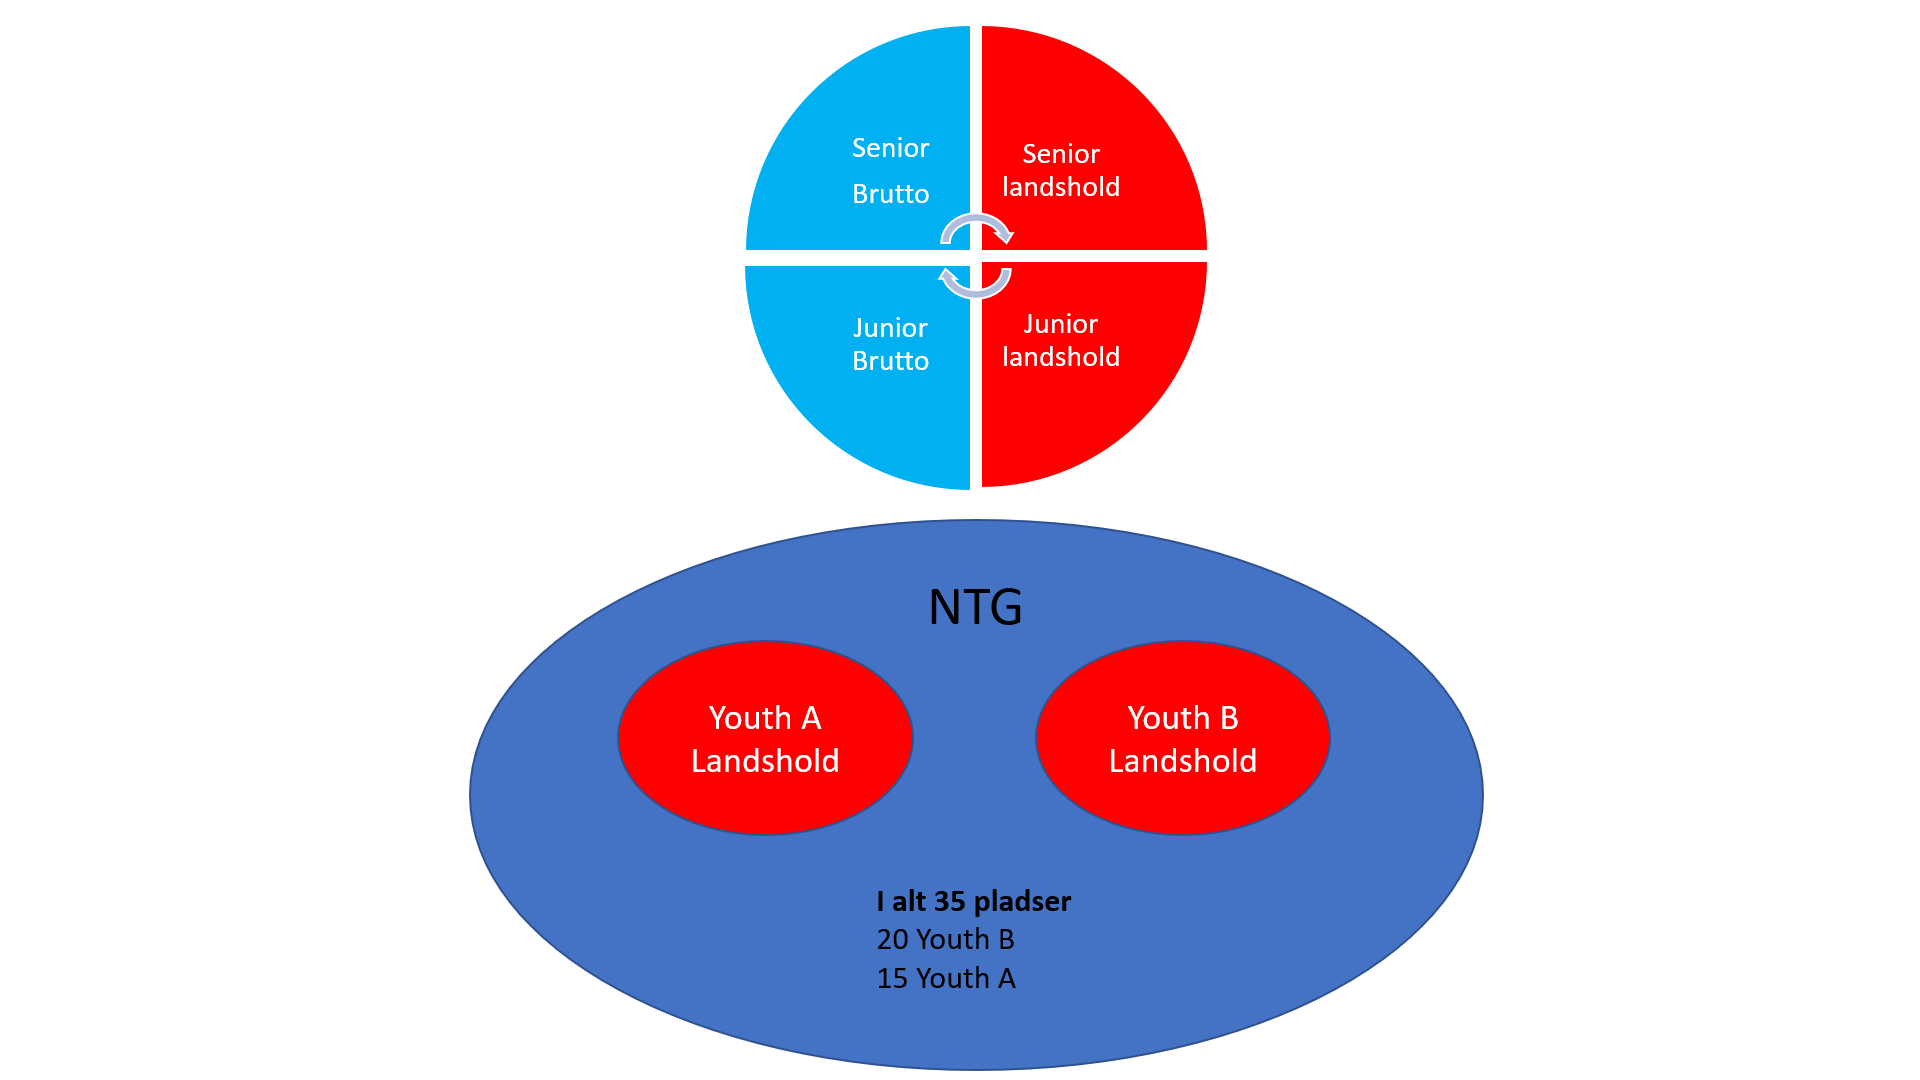 Senior
Brutto
Senior
landshold
Junior
Brutto
Junior
landshold
NTG
Youth A
Landshold
Youth B
Landshold
I alt 35 pladser
20 Youth B
15 Youth A